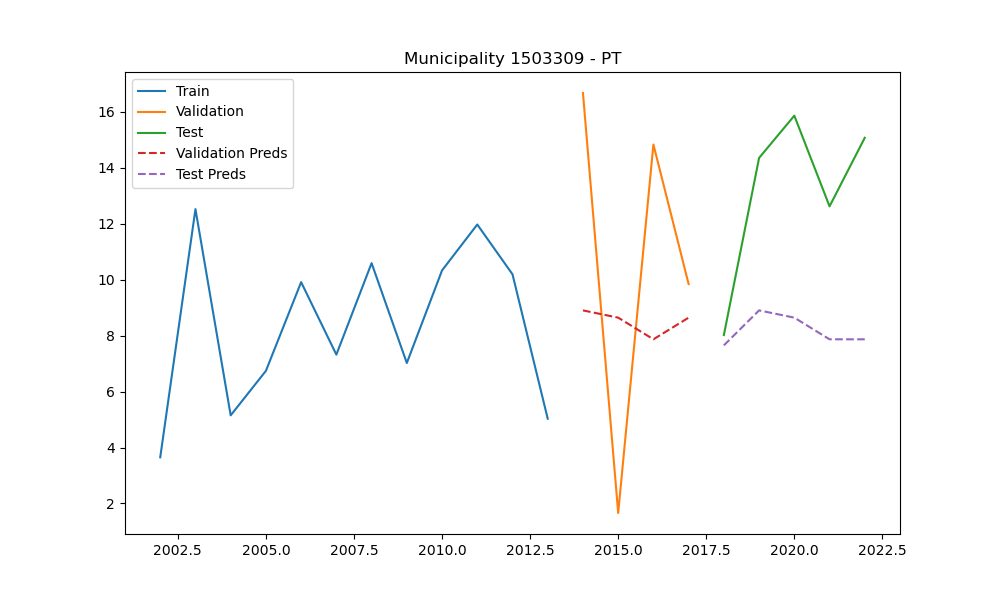 Municipality 1503309 - PT
Train
Validation
Test
Validation Preds
Test Preds
16
14
12
10
8
6
4
2
2002.5 2005.0 2007.5 2010.0 2012.5 2015.0 2017.5 2020.0 2022.5